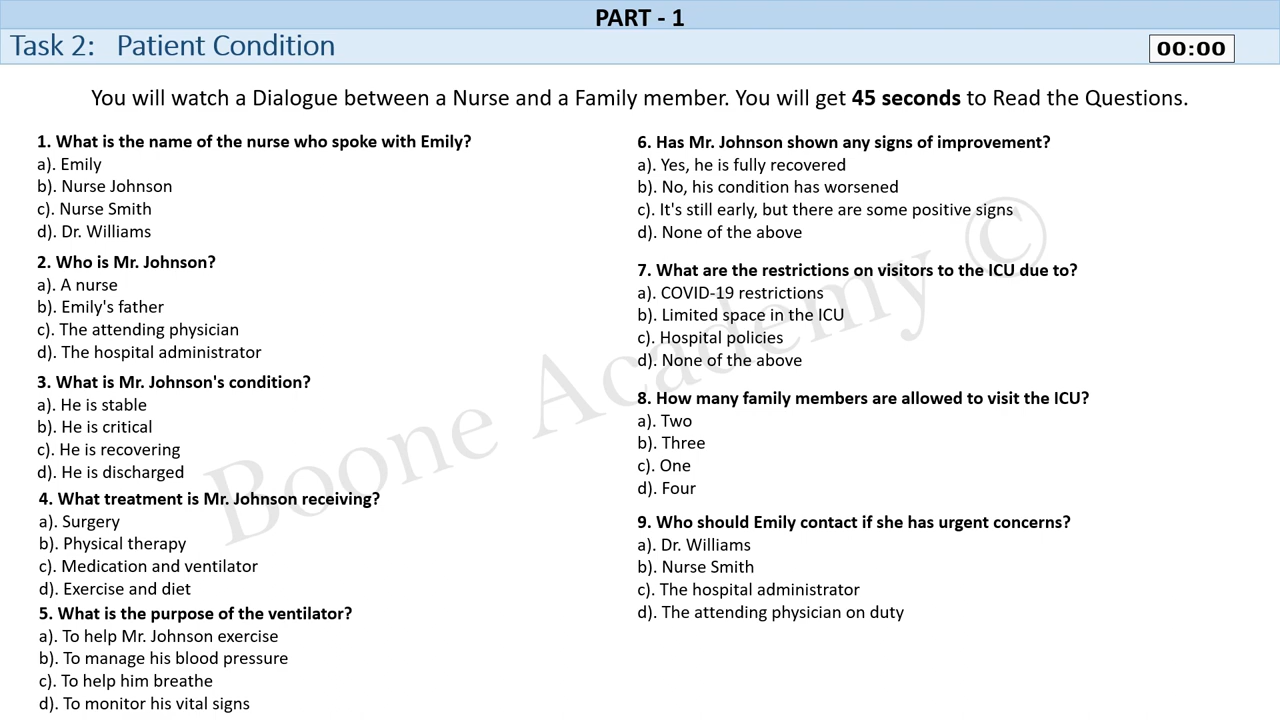 PART - 1
Task 2:   Patient Condition
00:00
You will watch a Dialogue between a Nurse and a Family member. You will get 45 seconds to Read the Questions.
1. What is the name of the nurse who spoke with Emily?
a). Emily
b). Nurse Johnson
c). Nurse Smith
d). Dr. Williams
2. Who is Mr. Johnson?
a). A nurse
b). Emily's father
c). The attending physician
d). The hospital administrator
3. What is Mr. Johnson's condition?
a). He is stable
b). He is critical
c). He is recovering
d). He is discharged
4. What treatment is Mr. Johnson receiving?
a). Surgery
b). Physical therapy
c). Medication and ventilator
d). Exercise and diet
5. What is the purpose of the ventilator?
a). To help Mr. Johnson exercise
b). To manage his blood pressure
c). To help him breathe
d). To monitor his vital signs
6. Has Mr. Johnson shown any signs of improvement?
a). Yes, he is fully recovered
b). No, his condition has worsened
c). It's still early, but there are some positive signs
d). None of the above
7. What are the restrictions on visitors to the ICU due to?
a). COVID-19 restrictions
b). Limited space in the ICU
c). Hospital policies
d). None of the above
8. How many family members are allowed to visit the ICU?
a). Two
b). Three
c). One
d). Four
9. Who should Emily contact if she has urgent concerns?
a). Dr. Williams
b). Nurse Smith
c). The hospital administrator
d). The attending physician on duty
Boone Academy ©